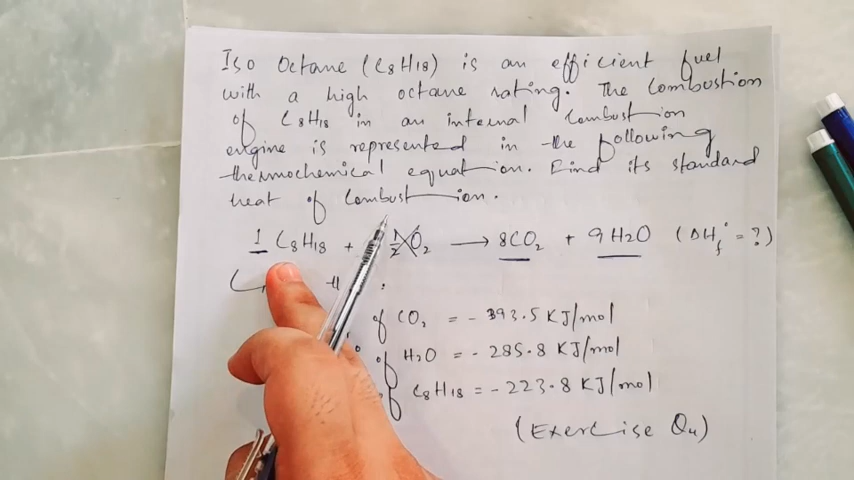 Iso Octane (C8H18) is an efficient fuel
with a high octane rating. The Combustion
of C8H18 in an internal Combustion
engine is represented in the following
thermochemical equation. Find its standard
heat of Combustion.
1 C8H18 + O2 → 8CO2 + 9H2O (ΔHf° = ?)
of CO2 = -393.5 KJ/mol
of H2O = -285.8 KJ/mol
of C8H18 = -223.8 KJ/mol
(Exercise Q4)